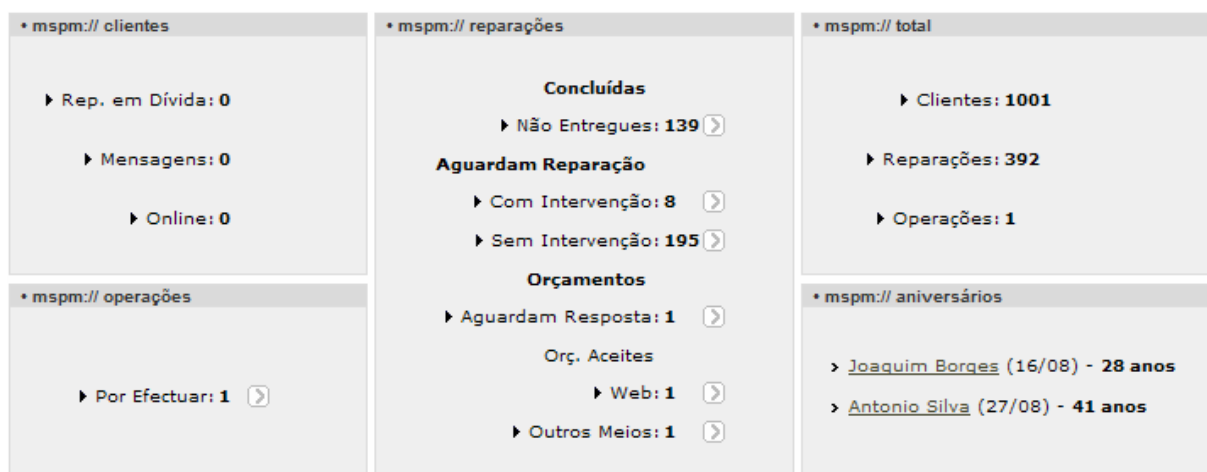 • mspm:// clientes
Rep. em Dívida: 0
Mensagens: 0
Online: 0
• mspm:// operações
Por Efectuar: 1
• mspm:// reparações
Concluídas
Não Entregues: 139
Aguardam Reparação
Com Intervenção: 8
Sem Intervenção: 195
Orçamentos
Aguardam Resposta: 1
Orç. Aceites
Web: 1
Outros Meios: 1
• mspm:// total
Clientes: 1001
Reparações: 392
Operações: 1
• mspm:// aniversários
Joaquim Borges (16/08) - 28 anos
Antonio Silva (27/08) - 41 anos